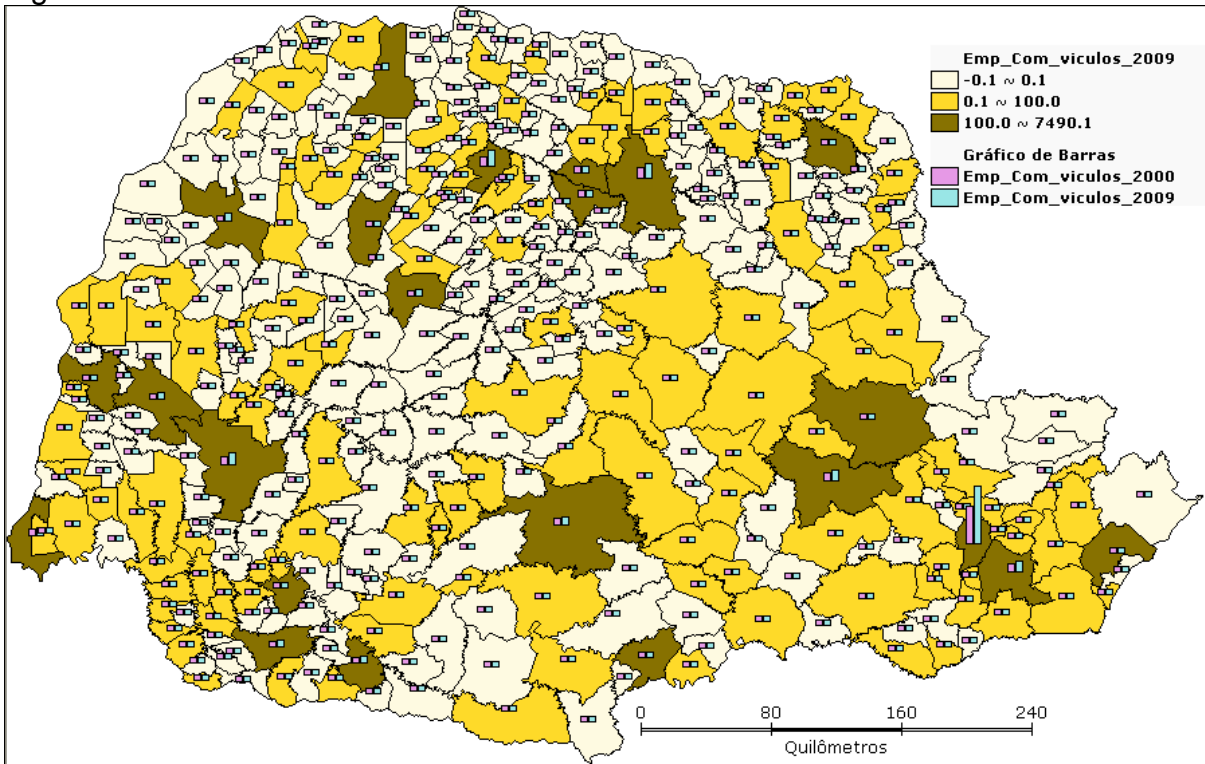 Emp_Com_viculos_2009
-0.1 ~ 0.1
0.1 ~ 100.0
100.0 ~ 7490.1
Gráfico de Barras
Emp_Com_viculos_2000
Emp_Com_viculos_2009
0 80 160 240
Quilômetros